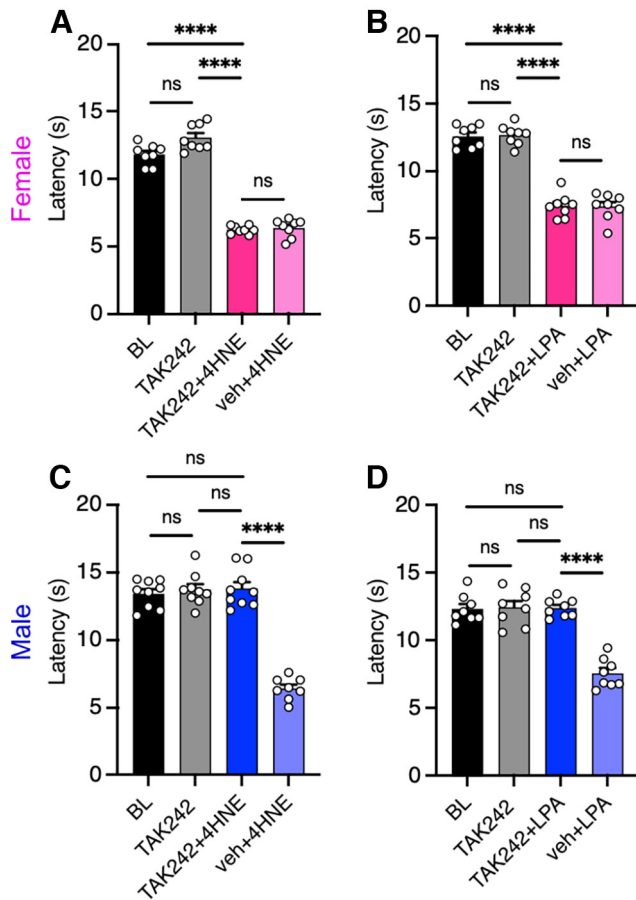 A
Female
Latency (s)
20
15
10
5
0
****
****
ns
ns
BL
TAK242
TAK242+4HNE
veh+4HNE
B
Latency (s)
20
15
10
5
0
****
****
ns
ns
BL
TAK242
TAK242+LPA
veh+LPA
C
Male
Latency (s)
20
15
10
5
0
ns
ns
ns
****
BL
TAK242
TAK242+4HNE
veh+4HNE
D
Latency (s)
20
15
10
5
0
ns
ns
ns
****
BL
TAK242
TAK242+LPA
veh+LPA